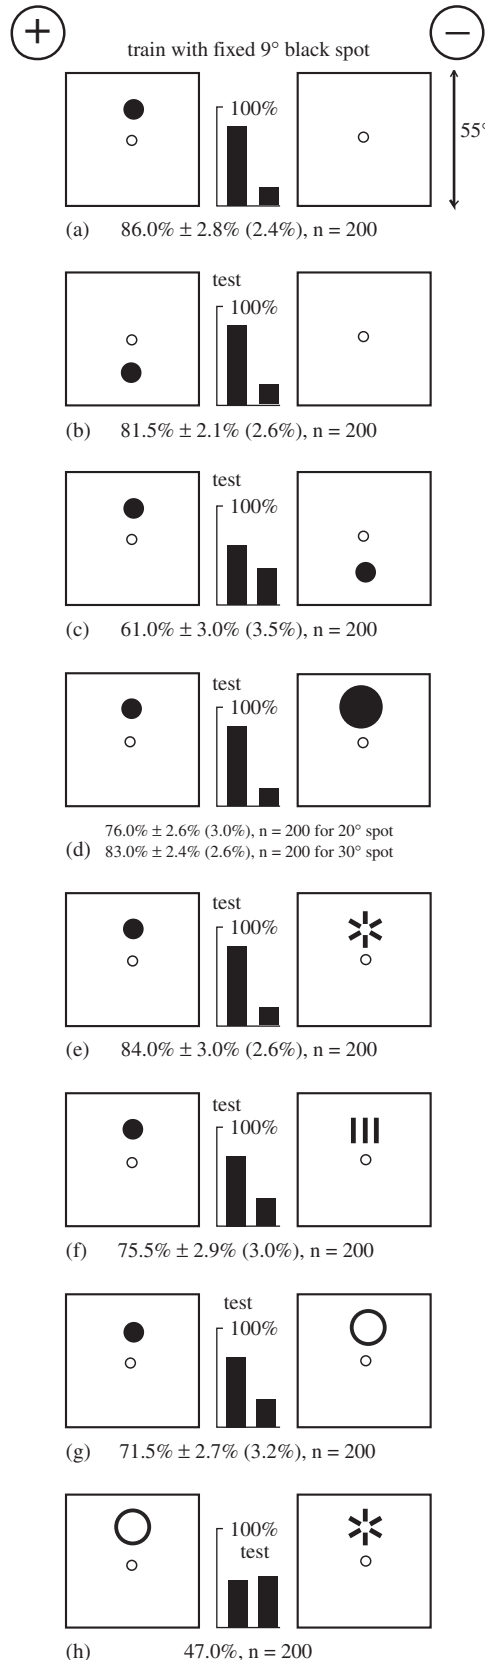 + −
train with fixed 9° black spot
100%
55°
(a) 86.0% ± 2.8% (2.4%), n = 200
test
100%
(b) 81.5% ± 2.1% (2.6%), n = 200
test
100%
(c) 61.0% ± 3.0% (3.5%), n = 200
test
100%
76.0% ± 2.6% (3.0%), n = 200 for 20° spot
(d) 83.0% ± 2.4% (2.6%), n = 200 for 30° spot
test
100%
(e) 84.0% ± 3.0% (2.6%), n = 200
test
100%
(f) 75.5% ± 2.9% (3.0%), n = 200
test
100%
(g) 71.5% ± 2.7% (3.2%), n = 200
100%
test
(h) 47.0%, n = 200